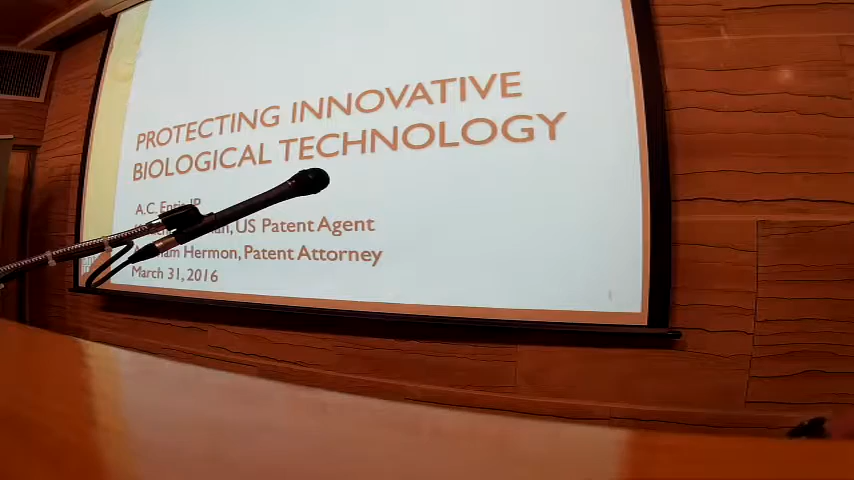 PROTECTING INNOVATIVE
BIOLOGICAL TECHNOLOGY
A.C.
US Patent Agent
Hermon, Patent Attorney
March 31, 2016